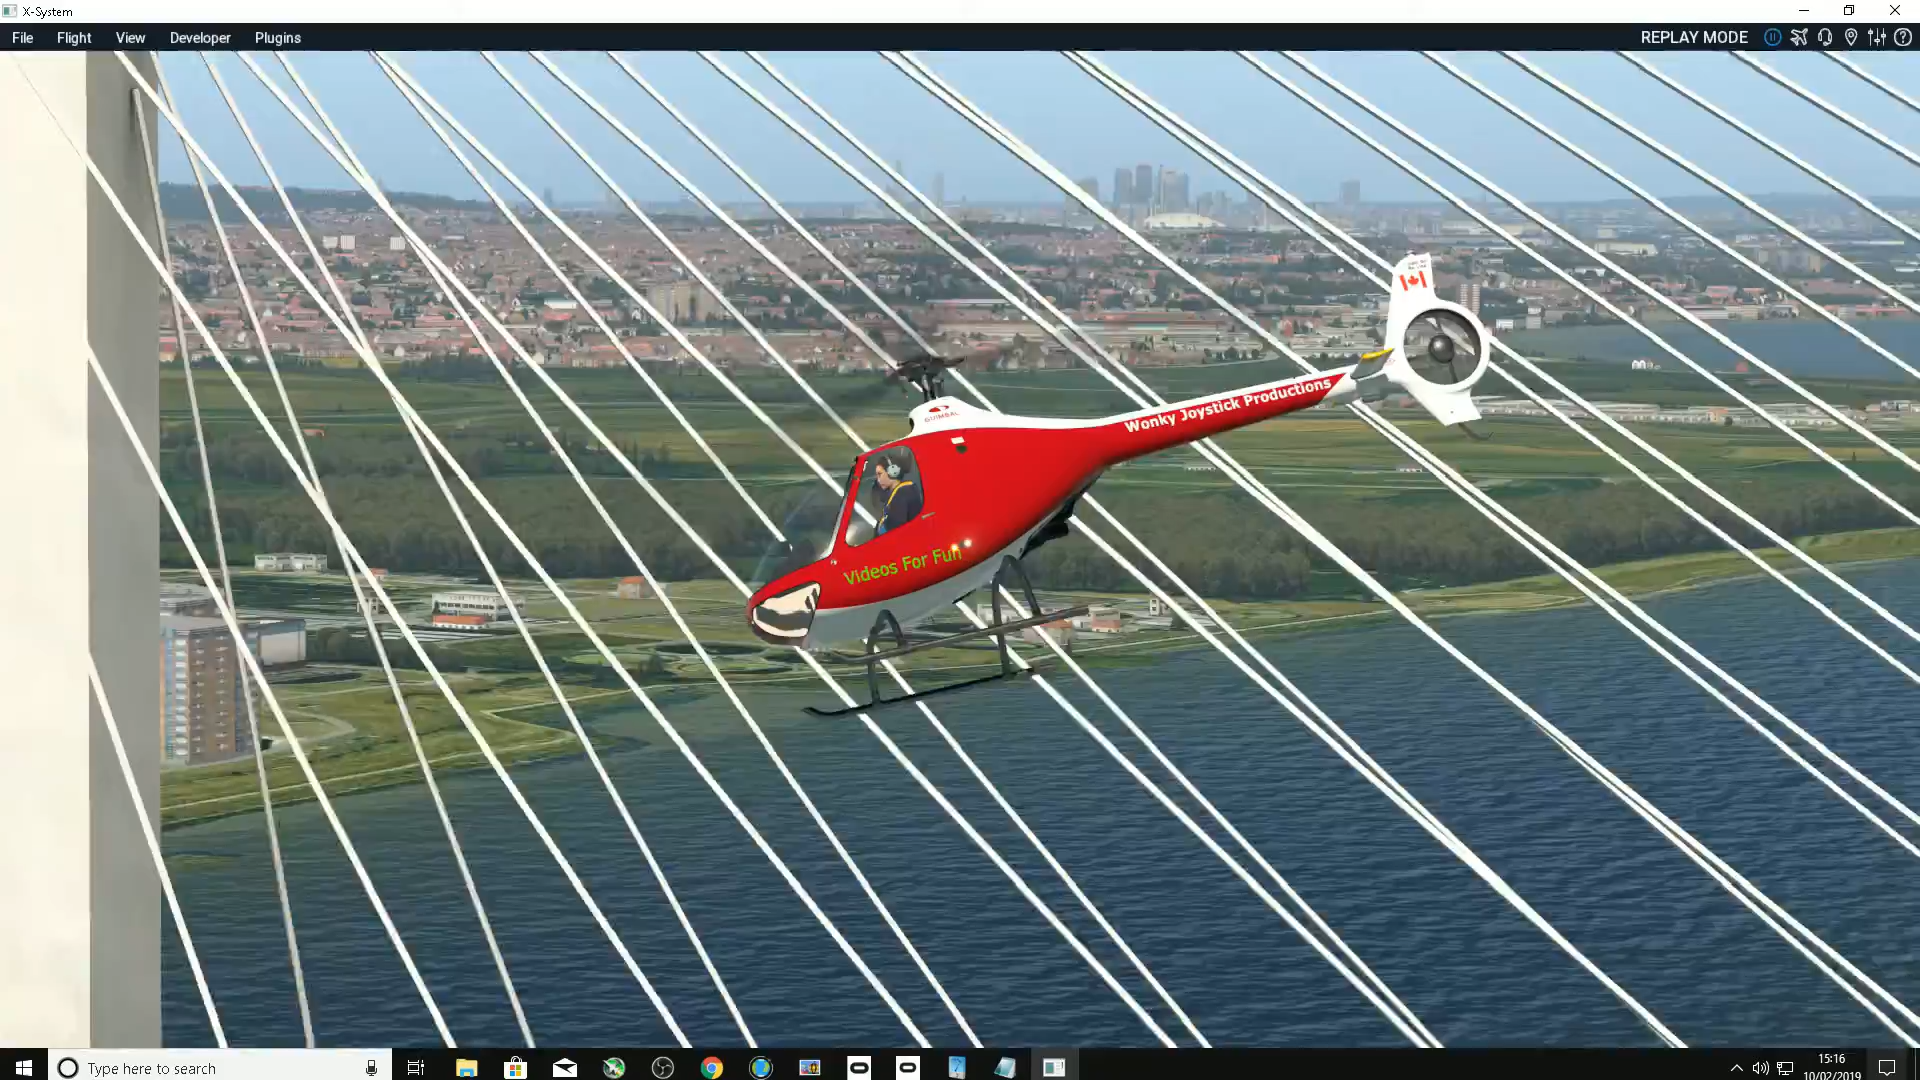 X-System
File Flight View Developer Plugins
REPLAY MODE
GUIMBAL
Wonky Joystick Productions
Videos For Fun
Type here to search
15:16
10/02/2019